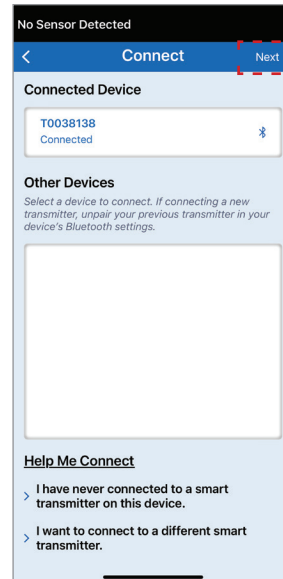 No Sensor Detected
Connect
Next
Connected Device
T0038138
Connected
Other Devices
Select a device to connect. If connecting a new
transmitter, unpair your previous transmitter in your
device's Bluetooth settings.
Help Me Connect
I have never connected to a smart
transmitter on this device.
I want to connect to a different smart
transmitter.